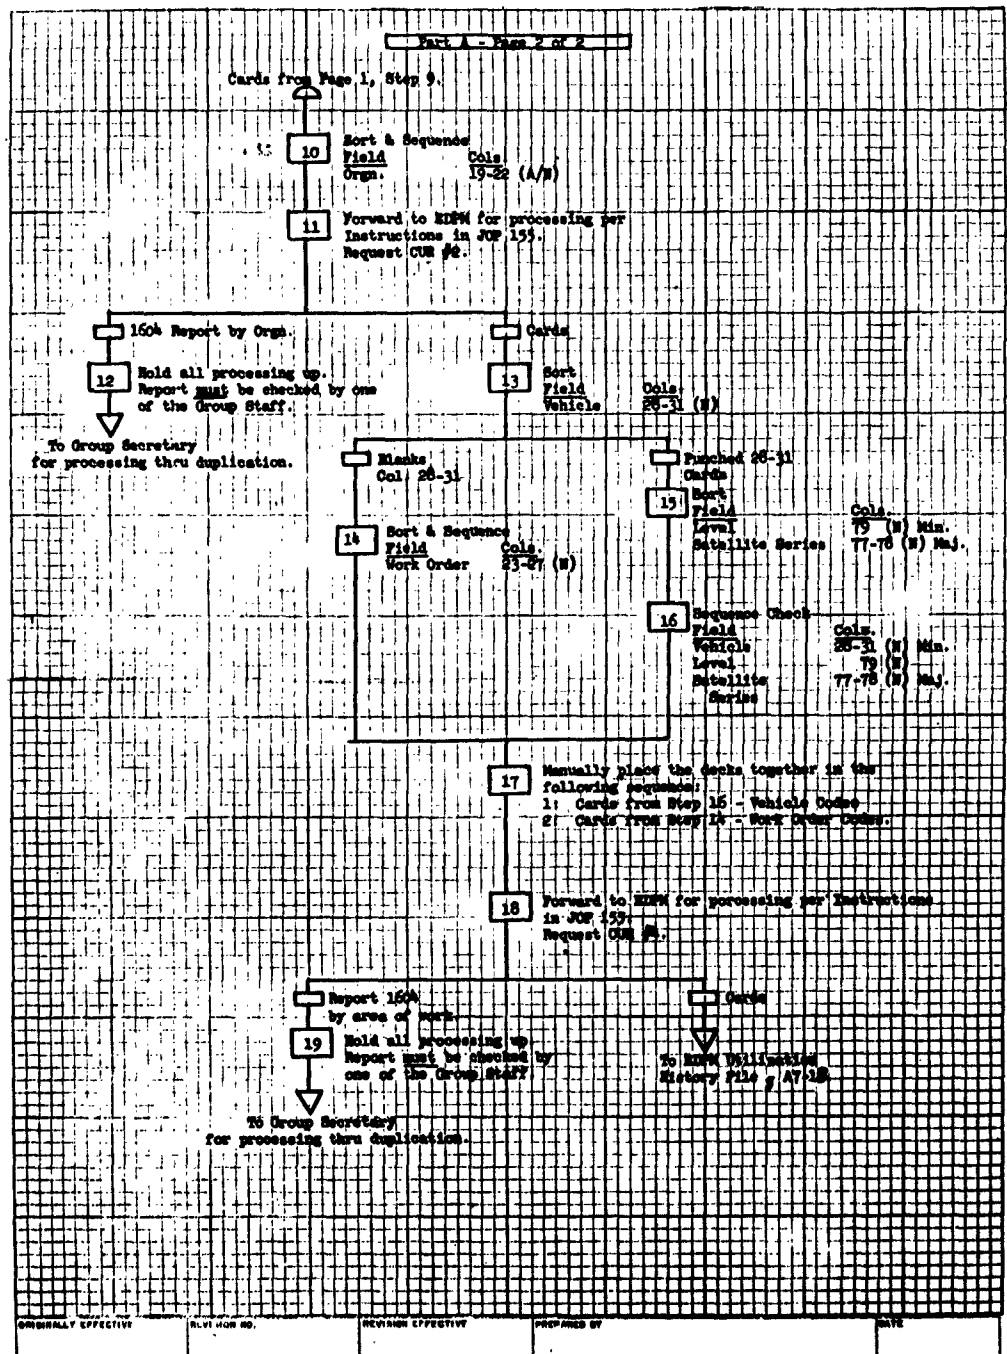 Part A - Page 2 of 2
Cards from Page 1, Step 9.
10
Sort & Sequence
Field Cols.
Orgn. 19-22 (A/N)
11
Forward to EDPM for processing per
Instructions in JOP 155.
Request CUR #2.
1604 Report by Orgn.
Cards
12
Hold all processing up.
Report must be checked by one
of the Group Staff.
To Group Secretary
for processing thru duplication.
13
Sort
Field Cols.
Vehicle 28-31 (N)
Blanks
Col. 28-31
Punched 28-31
Cards
14
Sort & Sequence
Field Cols.
Work Order 23-27 (N)
15
Sort
Field Cols.
Level 79 (N) Min.
Satellite Series 77-78 (N) Maj.
16
Sequence Check
Field Cols.
Vehicle 28-31 (N) Min.
Level 79 (N)
Satellite 77-78 (N) Maj.
Series
17
Manually place the decks together in the
following sequence:
1: Cards from Step 16 - Vehicle Codes
2: Cards from Step 14 - Work Order Codes.
18
Forward to EDPM for porcessing per Instructions
in JOP 155.
Request CUR
Report 1604
by area of work
Cards
19
Hold all processing up.
Report must be checked by
one of the Group Staff
To Group Secretary
for processing thru duplication.
To EDPM Utilization
History File, A7-18
ORIGINALLY EFFECTIVE REVISION NO. REVISION EFFECTIVE PREPARED BY DATE